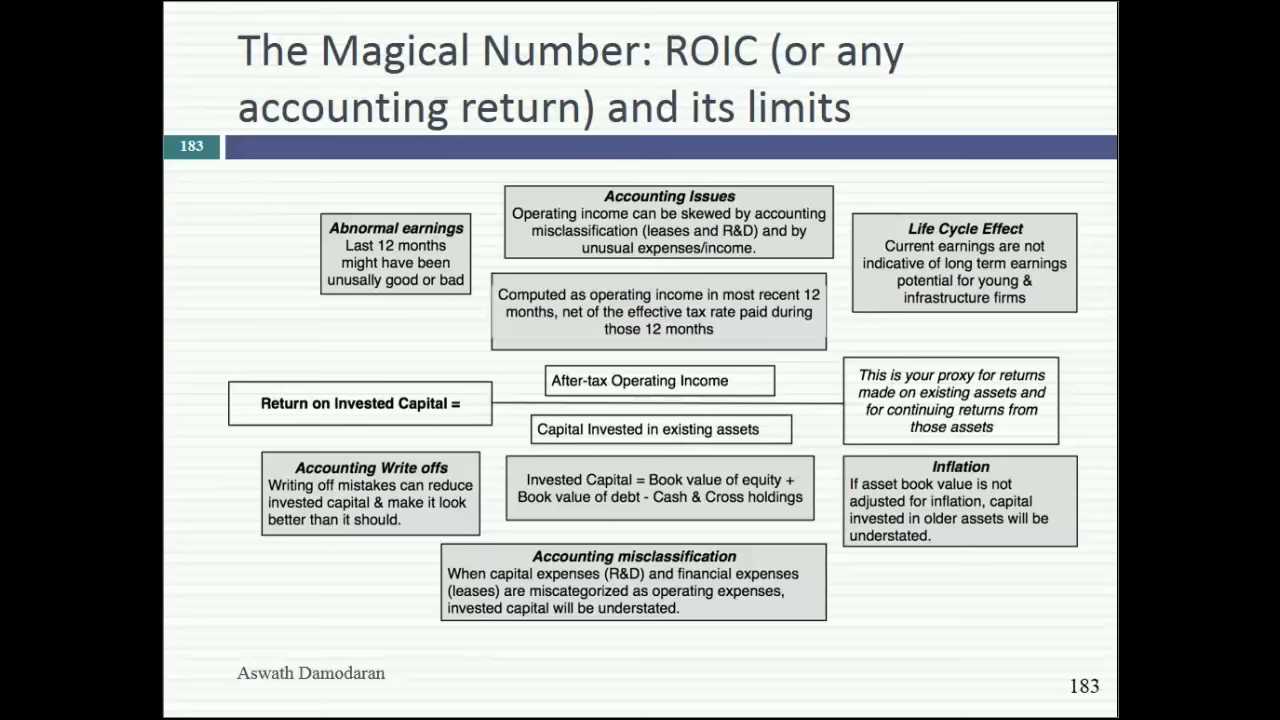 The Magical Number: ROIC (or any
accounting return) and its limits
183
Accounting Issues
Operating income can be skewed by accounting
misclassification (leases and R&D) and by
unusual expenses/income.
Abnormal earnings
Last 12 months
might have been
unusally good or bad
Life Cycle Effect
Current earnings are not
indicative of long term earnings
potential for young &
infrastructure firms
Computed as operating income in most recent 12
months, net of the effective tax rate paid during
those 12 months
After-tax Operating Income
Return on Invested Capital =
This is your proxy for returns
made on existing assets and
for continuing returns from
those assets
Capital Invested in existing assets
Accounting Write offs
Writing off mistakes can reduce
invested capital & make it look
better than it should.
Invested Capital = Book value of equity +
Book value of debt - Cash & Cross holdings
Inflation
If asset book value is not
adjusted for inflation, capital
invested in older assets will be
understated.
Accounting misclassification
When capital expenses (R&D) and financial expenses
(leases) are miscategorized as operating expenses,
invested capital will be understated.
Aswath Damodaran
183